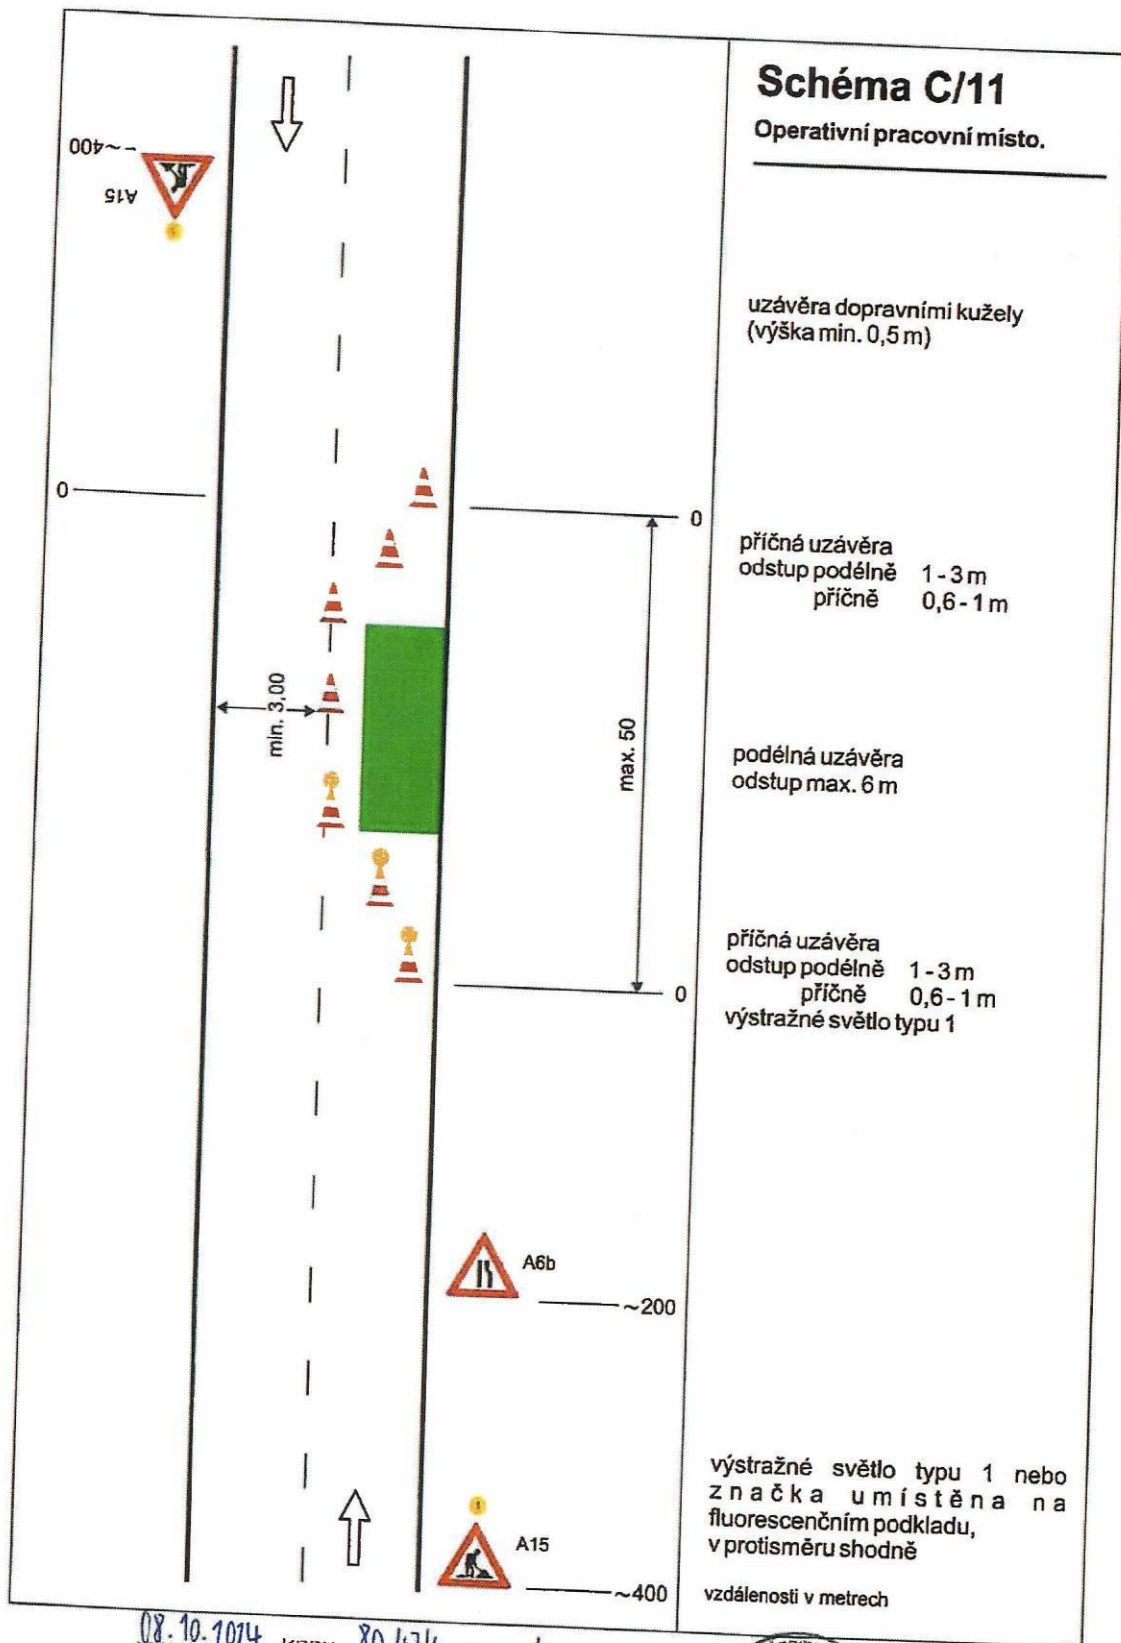 Schéma C/11
Operativní pracovní místo.
~400
A15
uzávěra dopravními kužely
(výška min. 0,5 m)
0
0
příčná uzávěra
odstup podélně 1 - 3 m
příčně 0,6 - 1 m
min. 3,00
max. 50
podélná uzávěra
odstup max. 6 m
příčná uzávěra
odstup podélně 1 - 3 m
příčně 0,6 - 1 m
výstražné světlo typu 1
0
A6b
~200
výstražné světlo typu 1 nebo
značka umístěna na
fluorescenčním podkladu,
v protisměru shodně
A15
~400
vzdálenosti v metrech